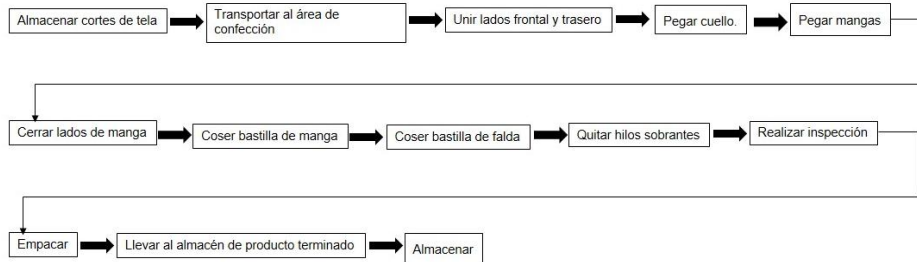 Almacenar cortes de tela
Transportar al área de
confección
Unir lados frontal y trasero
Pegar cuello.
Pegar mangas
Cerrar lados de manga
Coser bastilla de manga
Coser bastilla de falda
Quitar hilos sobrantes
Realizar inspección
Empacar
Llevar al almacén de producto terminado
Almacenar